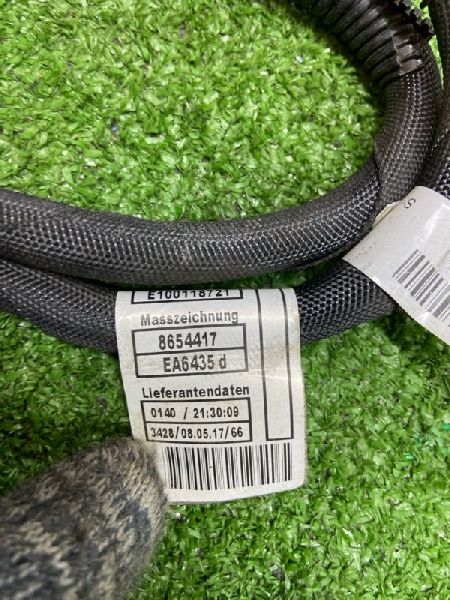 E100118721
Masszeichnung
8654417
EA6435 d
Lieferantendaten
0140 / 21:30:09
3428/08.05.17/66